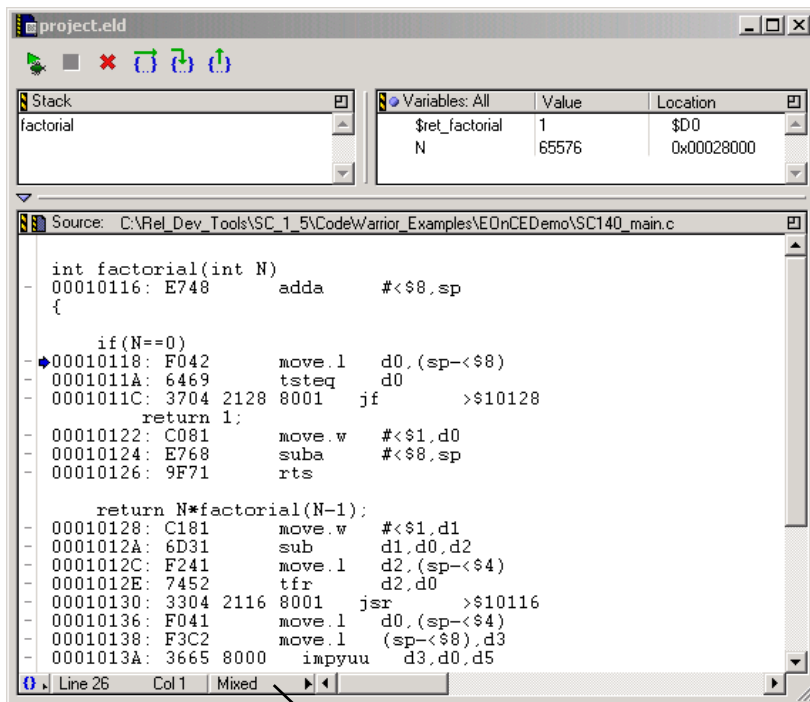 project.eld
Stack
factorial
Variables: All Value Location
$ret_factorial 1 $D0
N 65576 0x00028000
Source: C:\Rel_Dev_Tools\SC_1_5\CodeWarrior_Examples\EOnCEDemo\SC140_main.c
int factorial(int N)
00010116: E748 adda #<$8,sp
{
if(N==0)
00010118: F042 move.l d0,(sp-<$8)
0001011A: 6469 tsteq d0
0001011C: 3704 2128 8001 jf >$10128
return 1;
00010122: C081 move.w #<$1,d0
00010124: E768 suba #<$8,sp
00010126: 9F71 rts
return N*factorial(N-1);
00010128: C181 move.w #<$1,d1
0001012A: 6D31 sub d1,d0,d2
0001012C: F241 move.l d2,(sp-<$4)
0001012E: 7452 tfr d2,d0
00010130: 3304 2116 8001 jsr >$10116
00010136: F041 move.l d0,(sp-<$4)
00010138: F3C2 move.l (sp-<$8),d3
0001013A: 3665 8000 impyuu d3,d0,d5
Line 26 Col 1 Mixed